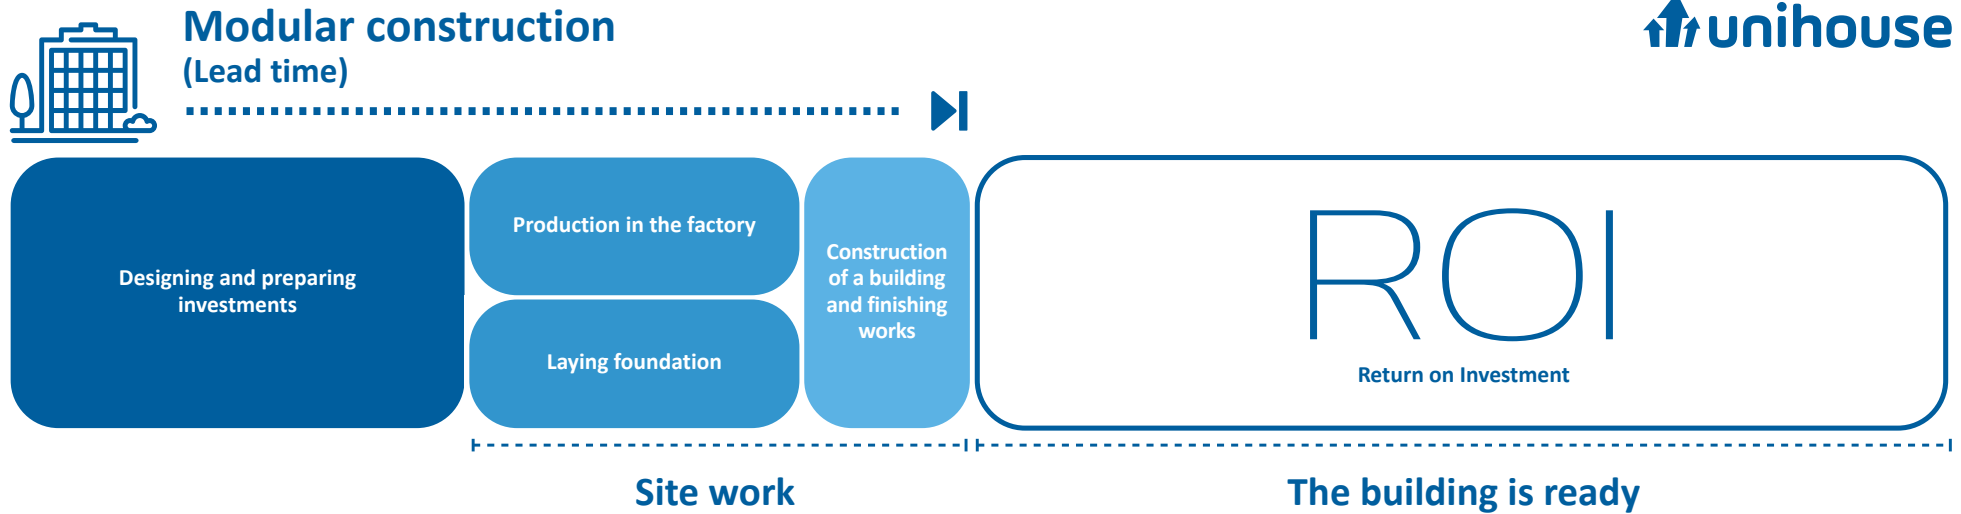 Modular construction
(Lead time)
unihouse
Designing and preparing
investments
Production in the factory
Laying foundation
Construction
of a building
and finishing
works
ROI
Return on Investment
Site work
The building is ready